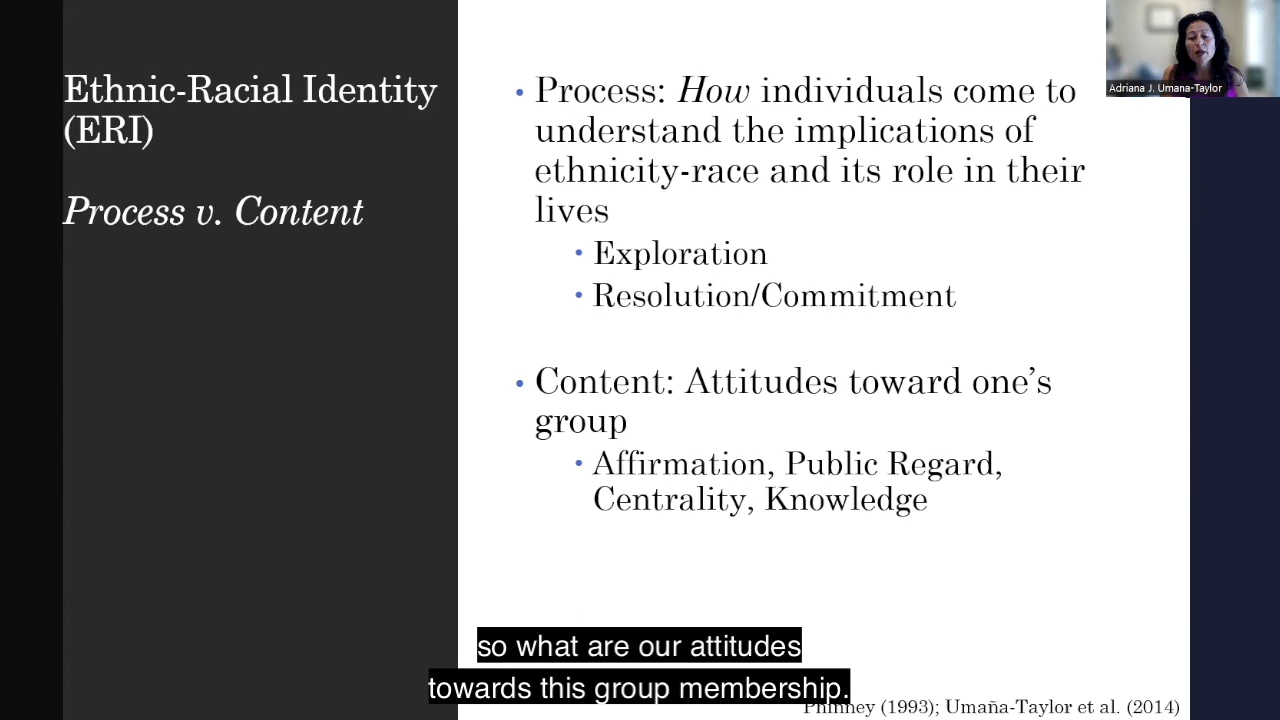 Ethnic-Racial Identity
(ERI)
Process v. Content
• Process: How individuals come to
understand the implications of
ethnicity-race and its role in their
lives
• Exploration
• Resolution/Commitment
• Content: Attitudes toward one’s
group
• Affirmation, Public Regard,
Centrality, Knowledge
Adriana J. Umana-Taylor
so what are our attitudes
towards this group membership.
Phinney (1993); Umaña-Taylor et al. (2014)